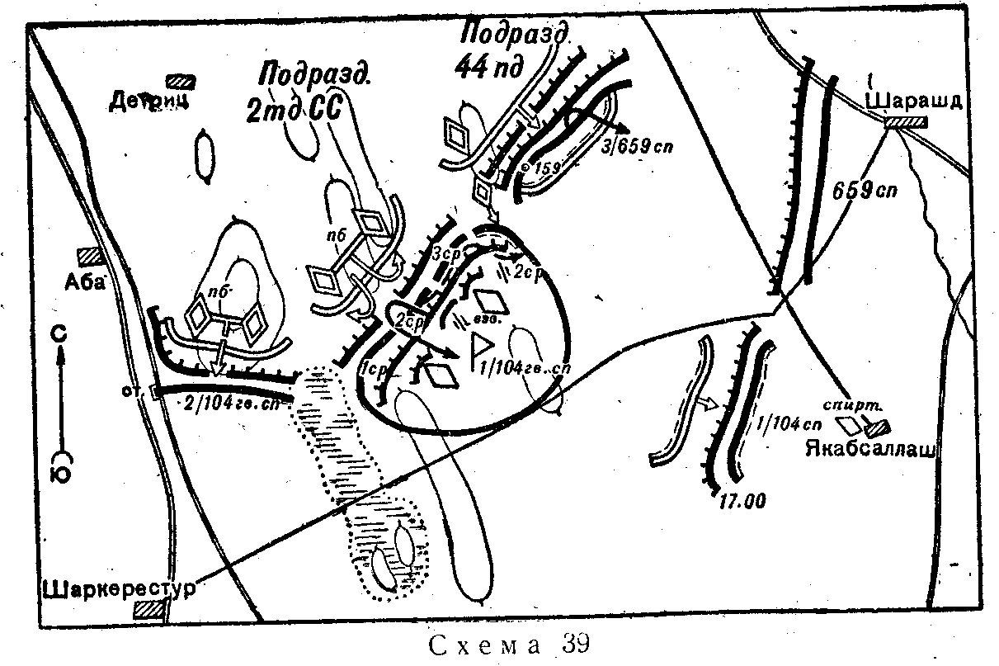 Подразд.
44 пд
Подразд.
2тд СС
Детриц
Шарашд
3/659 сп
159
659 сп
пб
Аба
пб
3ср
2ср
С
2ср
взв.
1ср
1/104 гв. сп
от.
2/104 гв. сп
спирт.
1/104 сп
Якабсаллаш
Ю
17.00
Шаркерестур
Схема 39